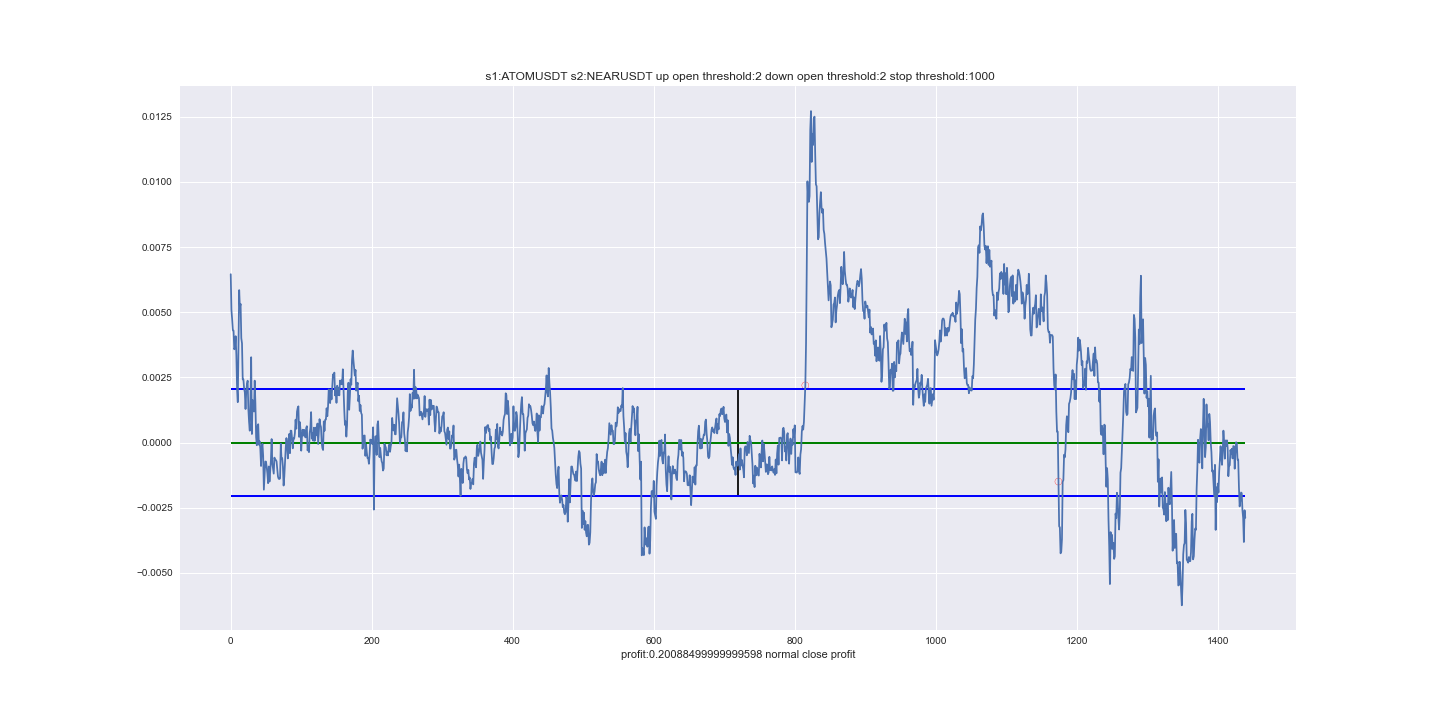 s1:ATOMUSDT s2:NEARUSDT up open threshold:2 down open threshold:2 stop threshold:1000
0.0125
0.0100
0.0075
0.0050
0.0025
0.0000
−0.0025
−0.0050
0 200 400 600 800 1000 1200 1400
profit:0.20088499999999598 normal close profit